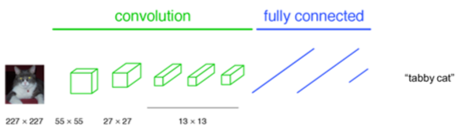 convolution fully connected
"tabby cat"
227 × 227 55 × 55 27 × 27 13 × 13